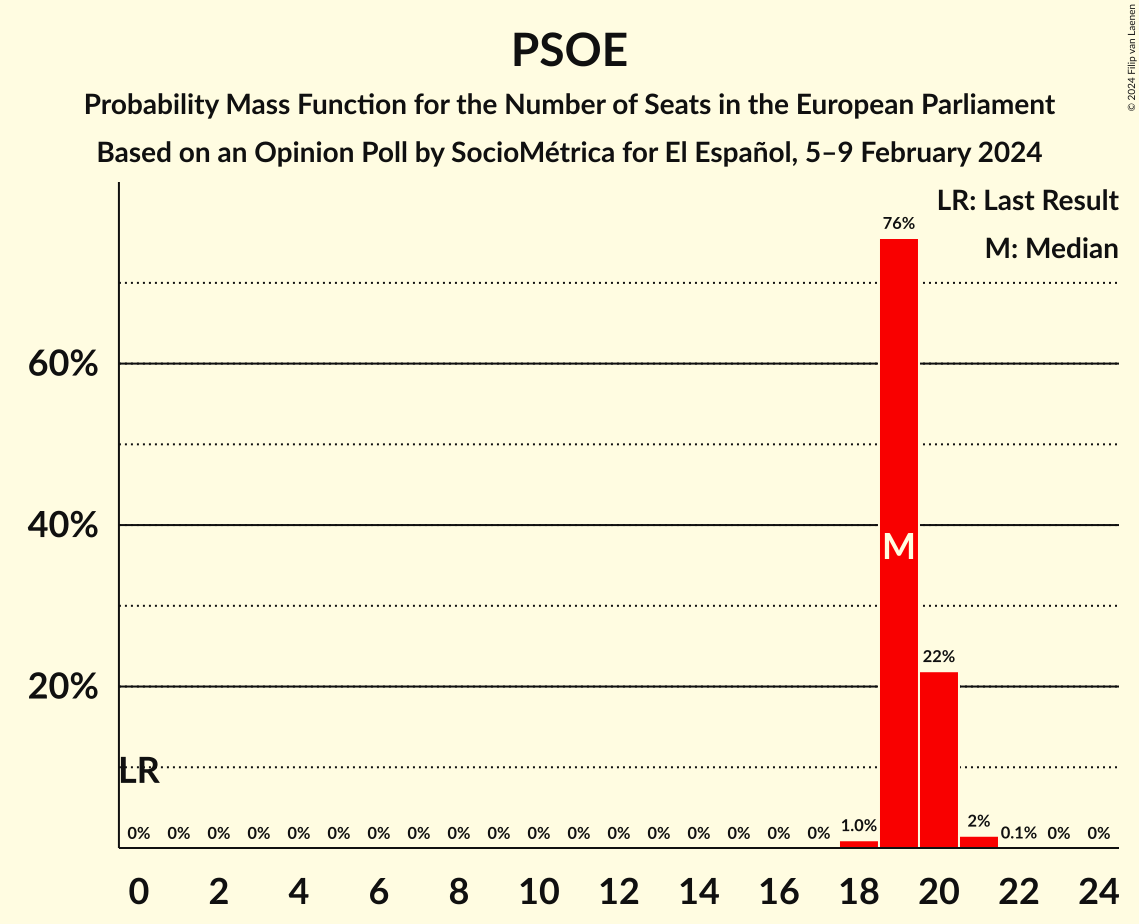 PSOE
Probability Mass Function for the Number of Seats in the European Parliament
Based on an Opinion Poll by SocioMétrica for El Español, 5–9 February 2024
© 2024 Filip van Laenen
LR: Last Result
M: Median
76%
60%
40%
M
22%
20%
LR
0% 0% 0% 0% 0% 0% 0% 0% 0% 0% 0% 0% 0% 0% 0% 0% 0% 0% 1.0% 2% 0.1% 0% 0%
0 2 4 6 8 10 12 14 16 18 20 22 24